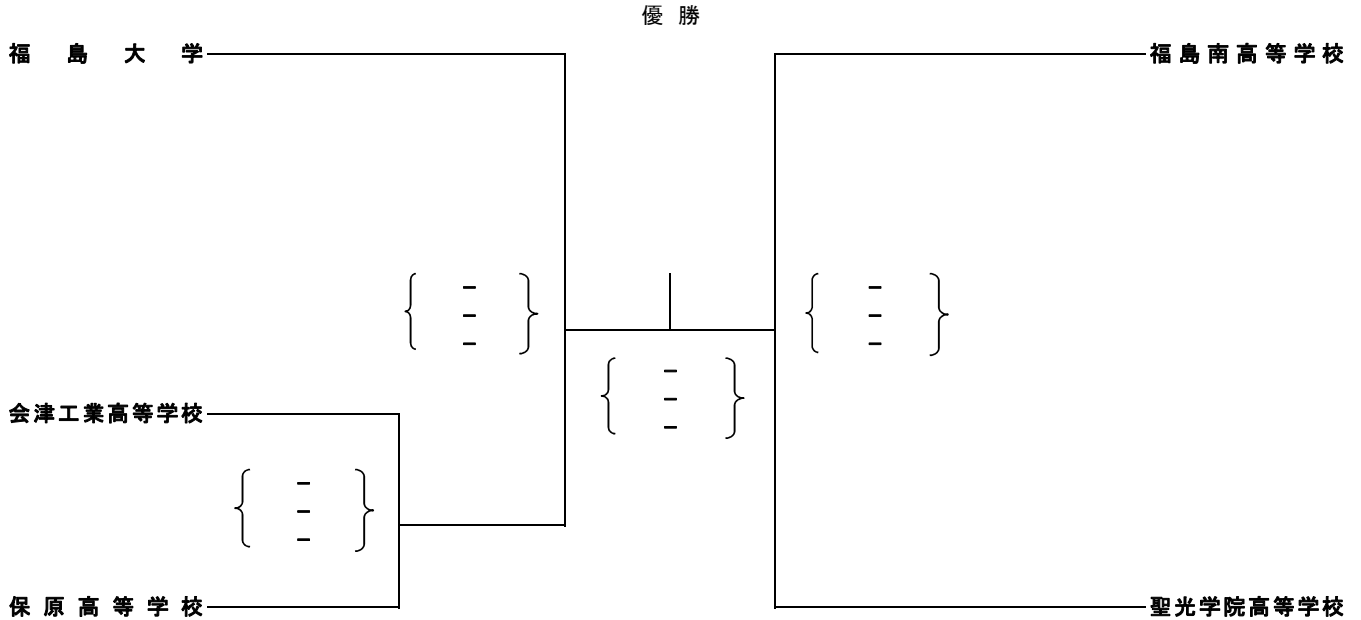 優 勝
福 島 大 学
福島南高等学校
{ - }
{ - }
-
-
-
-
{ - }
-
-
会津工業高等学校
{ - }
-
-
保原高等学校
聖光学院高等学校